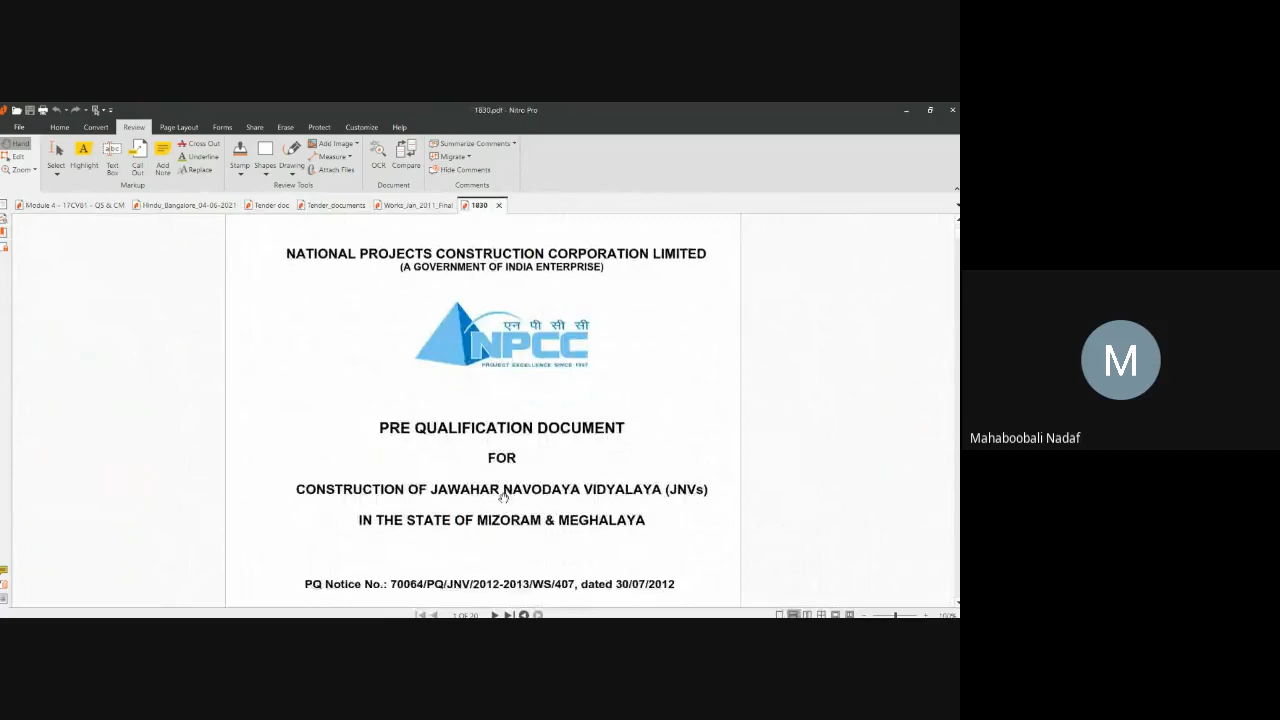 1830.pdf - Nitro Pro
File Home Convert Review Page Layout Forms Share Erase Protect Customize Help
Hand
Edit
Zoom
Select
Highlight
Text Box
Call Out
Add Note
Cross Out
Underline
Replace
Markup
Stamp
Shapes
Drawing
Add Image
Measure
Attach Files
Review Tools
OCR
Compare
Document
Summarize Comments
Migrate
Hide Comments
Comments
Module 4 - 17CV81 - QS & CM
Hindu_Bangalore_04-06-2021
Tender doc
Tender_documents
Works_Jan_2011_Final
1830
NATIONAL PROJECTS CONSTRUCTION CORPORATION LIMITED
(A GOVERNMENT OF INDIA ENTERPRISE)
एन पी सी सी
NPCC
PROJECT EXCELLENCE SINCE 1957
PRE QUALIFICATION DOCUMENT
FOR
CONSTRUCTION OF JAWAHAR NAVODAYA VIDYALAYA (JNVs)
IN THE STATE OF MIZORAM & MEGHALAYA
PQ Notice No.: 70064/PQ/JNV/2012-2013/WS/407, dated 30/07/2012
1 OF 20
100%
M
Mahaboobali Nadaf